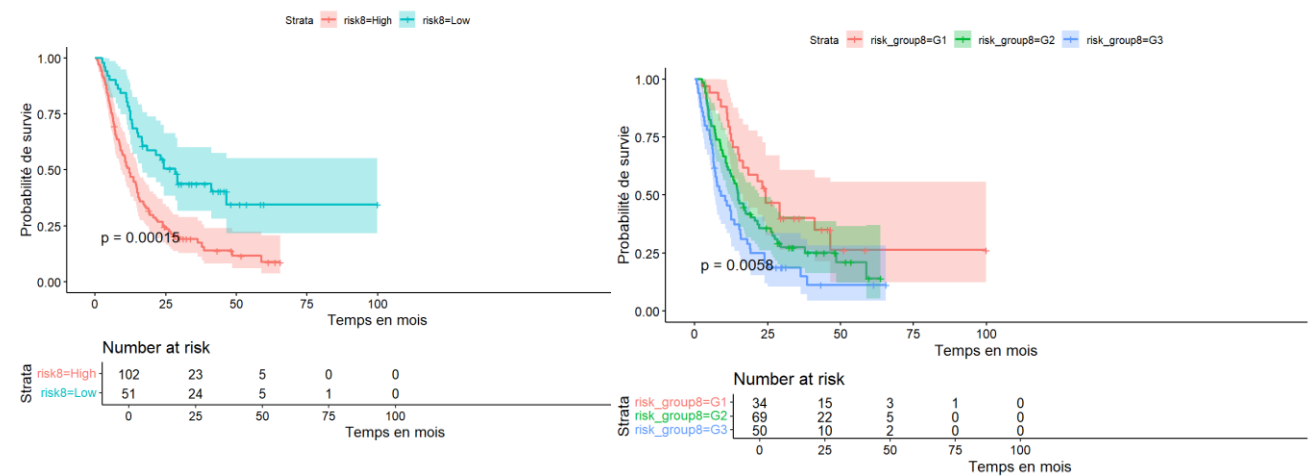 Strata risk8=High risk8=Low
Probabilité de survie
1.00
0.75
0.50
0.25
0.00
p = 0.00015
0 25 50 75 100
Temps en mois
Number at risk
Strata
risk8=High 102 23 5 0 0
risk8=Low 51 24 5 1 0
0 25 50 75 100
Temps en mois
Strata risk_group8=G1 risk_group8=G2 risk_group8=G3
Probabilité de survie
1.00
0.75
0.50
0.25
0.00
p = 0.0058
0 25 50 75 100
Temps en mois
Number at risk
Strata
risk_group8=G1 34 15 3 1 0
risk_group8=G2 69 22 5 0 0
risk_group8=G3 50 10 2 0 0
0 25 50 75 100
Temps en mois